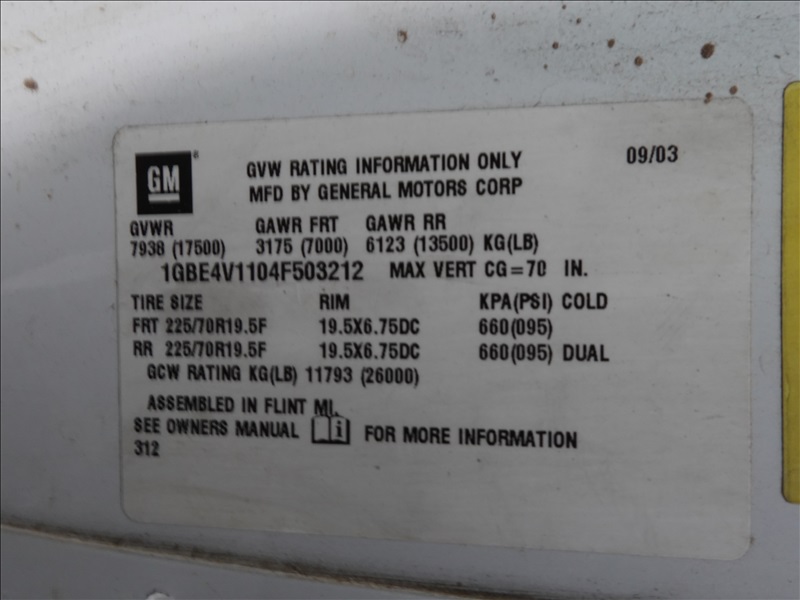 GM
®
GVW RATING INFORMATION ONLY
09/03
MFD BY GENERAL MOTORS CORP
GVWR GAWR FRT GAWR RR
7938 (17500) 3175 (7000) 6123 (13500) KG(LB)
1GBE4V1104F503212 MAX VERT CG=70 IN.
TIRE SIZE RIM KPA(PSI) COLD
FRT 225/70R19.5F 19.5X6.75DC 660(095)
RR 225/70R19.5F 19.5X6.75DC 660(095) DUAL
GCW RATING KG(LB) 11793 (26000)
ASSEMBLED IN FLINT MI.
SEE OWNERS MANUAL i FOR MORE INFORMATION
312